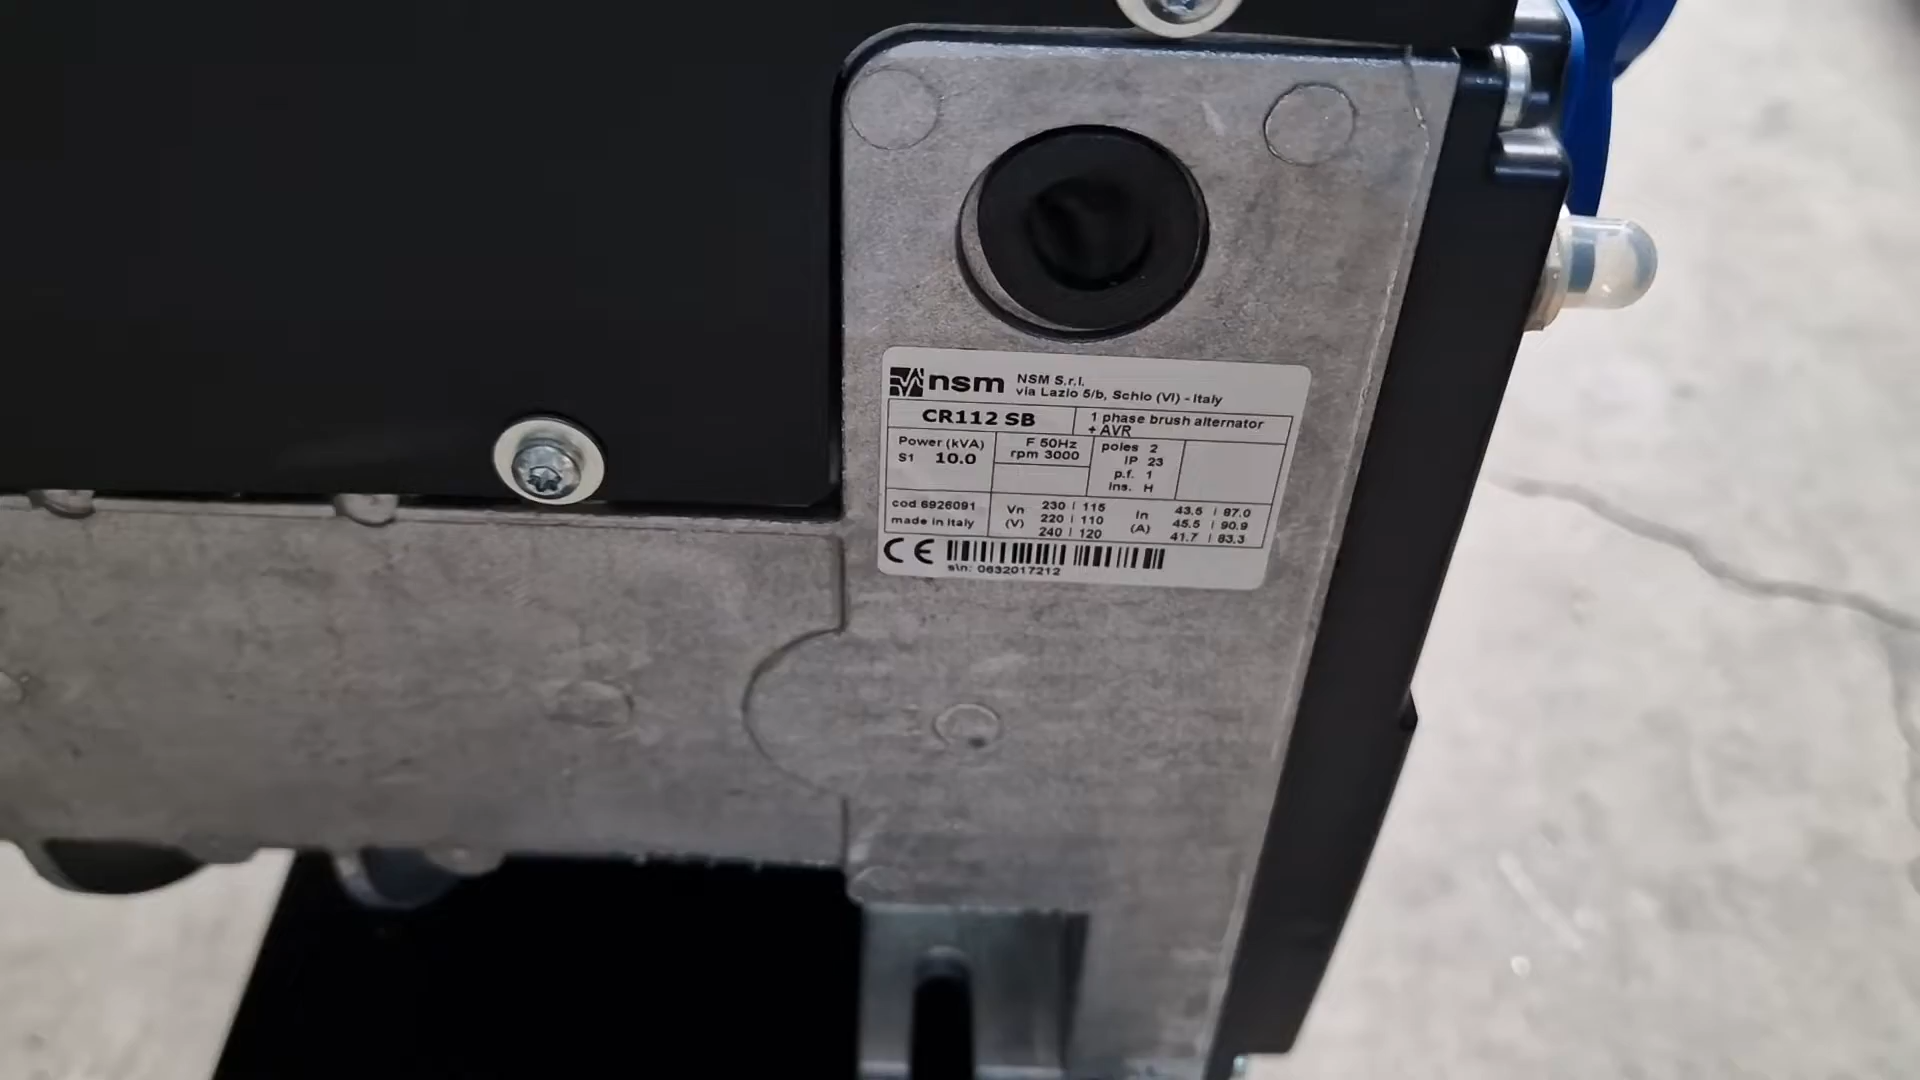 nsm NSM S.r.l.
via Lazio 5/b, Schio (VI) - Italy
CR112 SB
1 phase brush alternator
+ AVR
Power (kVA)
S1 10.0
F 50Hz
rpm 3000
poles 2
IP 23
p.f. 1
Ins. H
cod 6926091
made in Italy
Vn (V)
230 | 115
220 | 110
240 | 120
In (A)
43.5 | 87.0
45.5 | 90.9
41.7 | 83.3
CE
s\n: 0632017212